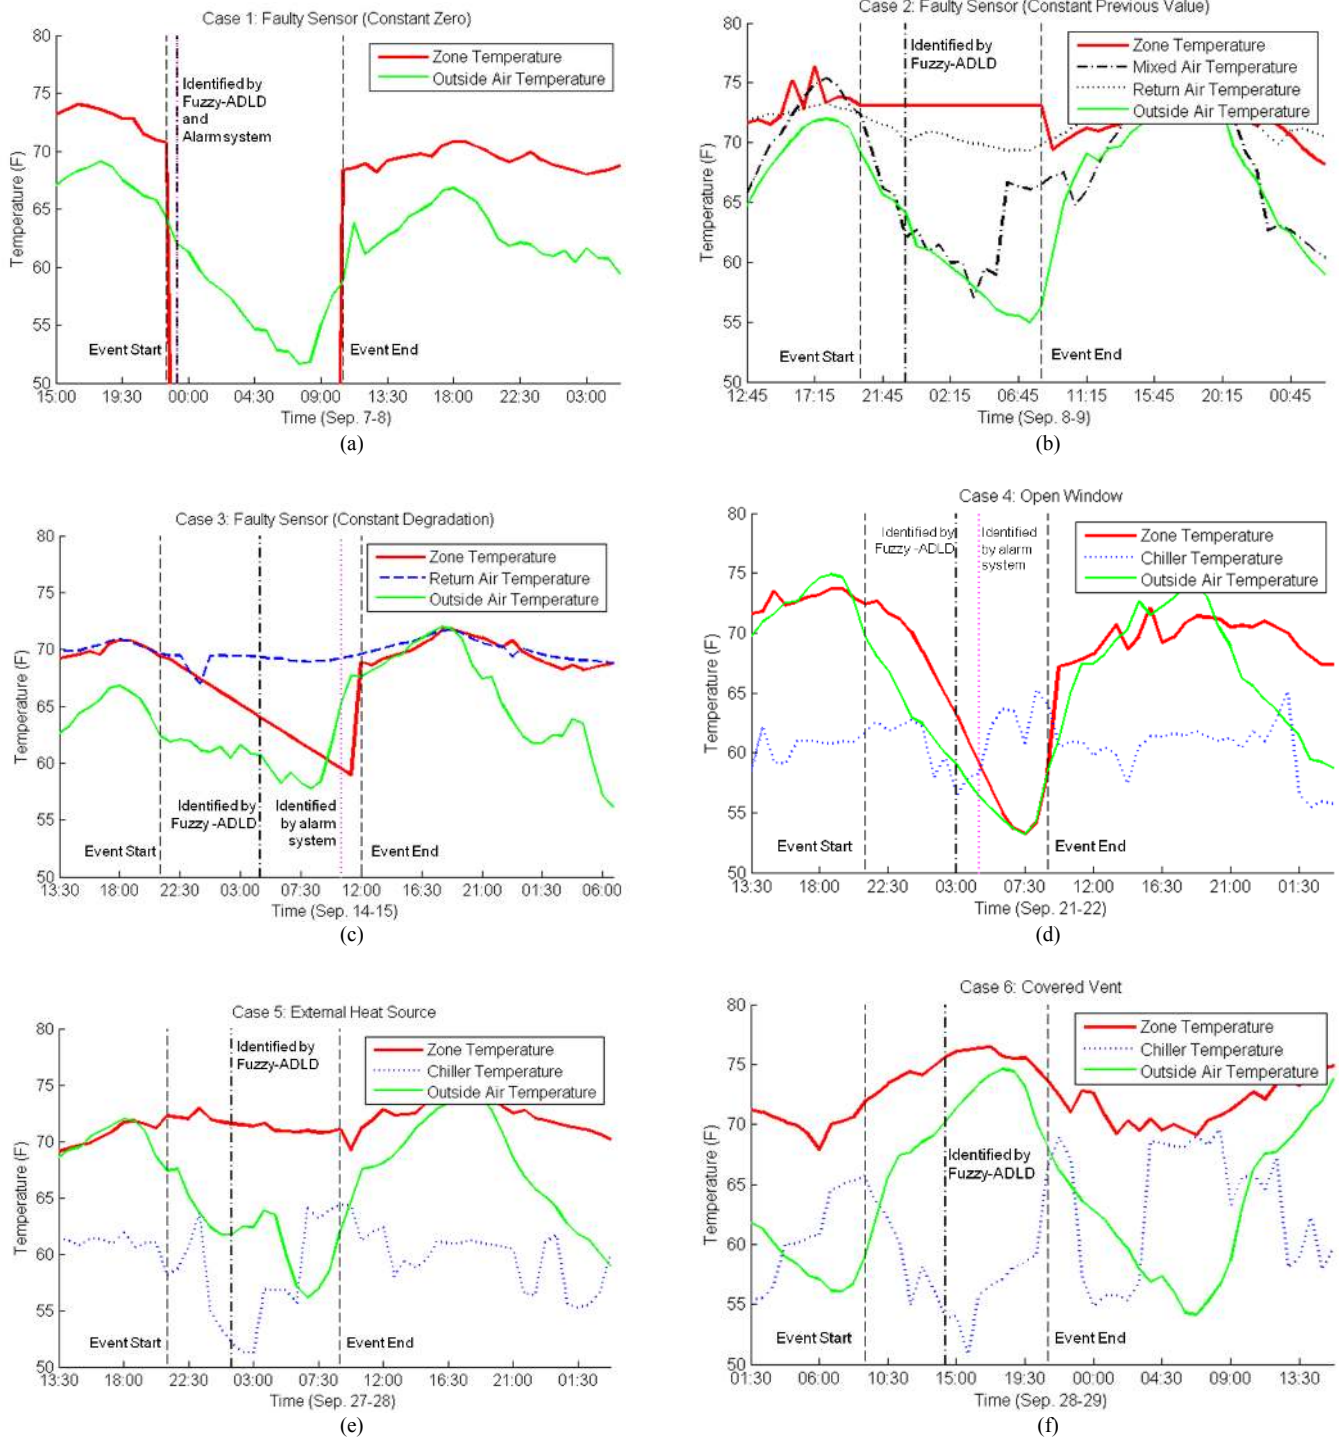 Case 1: Faulty Sensor (Constant Zero)
80
75
70
65
60
55
50
Temperature (F)
Zone Temperature
Outside Air Temperature
Identified by
Fuzzy-ADLD
and
Alarm system
Event Start
Event End
15:00 19:30 00:00 04:30 09:00 13:30 18:00 22:30 03:00
Time (Sep. 7-8)
(a)
Case 2: Faulty Sensor (Constant Previous Value)
80
75
70
65
60
55
50
Temperature (F)
Identified by
Fuzzy-ADLD
Zone Temperature
Mixed Air Temperature
Return Air Temperature
Outside Air Temperature
Event Start
Event End
12:45 17:15 21:45 02:15 06:45 11:15 15:45 20:15 00:45
Time (Sep. 8-9)
(b)
Case 3: Faulty Sensor (Constant Degradation)
80
75
70
65
60
55
50
Temperature (F)
Zone Temperature
Return Air Temperature
Outside Air Temperature
Identified by
Fuzzy -ADLD
Identified
by alarm
system
Event Start
Event End
13:30 18:00 22:30 03:00 07:30 12:00 16:30 21:00 01:30 06:00
Time (Sep. 14-15)
(c)
Case 4: Open Window
80
75
70
65
60
55
50
Temperature (F)
Identified by
Fuzzy -ADLD
Identified
by alarm
system
Zone Temperature
Chiller Temperature
Outside Air Temperature
Event Start
Event End
13:30 18:00 22:30 03:00 07:30 12:00 16:30 21:00 01:30
Time (Sep. 21-22)
(d)
Case 5: External Heat Source
80
75
70
65
60
55
50
Temperature (F)
Identified by
Fuzzy-ADLD
Zone Temperature
Chiller Temperature
Outside Air Temperature
Event Start
Event End
13:30 18:00 22:30 03:00 07:30 12:00 16:30 21:00 01:30
Time (Sep. 27-28)
(e)
Case 6: Covered Vent
80
75
70
65
60
55
50
Temperature (F)
Zone Temperature
Chiller Temperature
Outside Air Temperature
Identified by
Fuzzy-ADLD
Event Start
Event End
01:30 06:00 10:30 15:00 19:30 00:00 04:30 09:00 13:30
Time (Sep. 28-29)
(f)